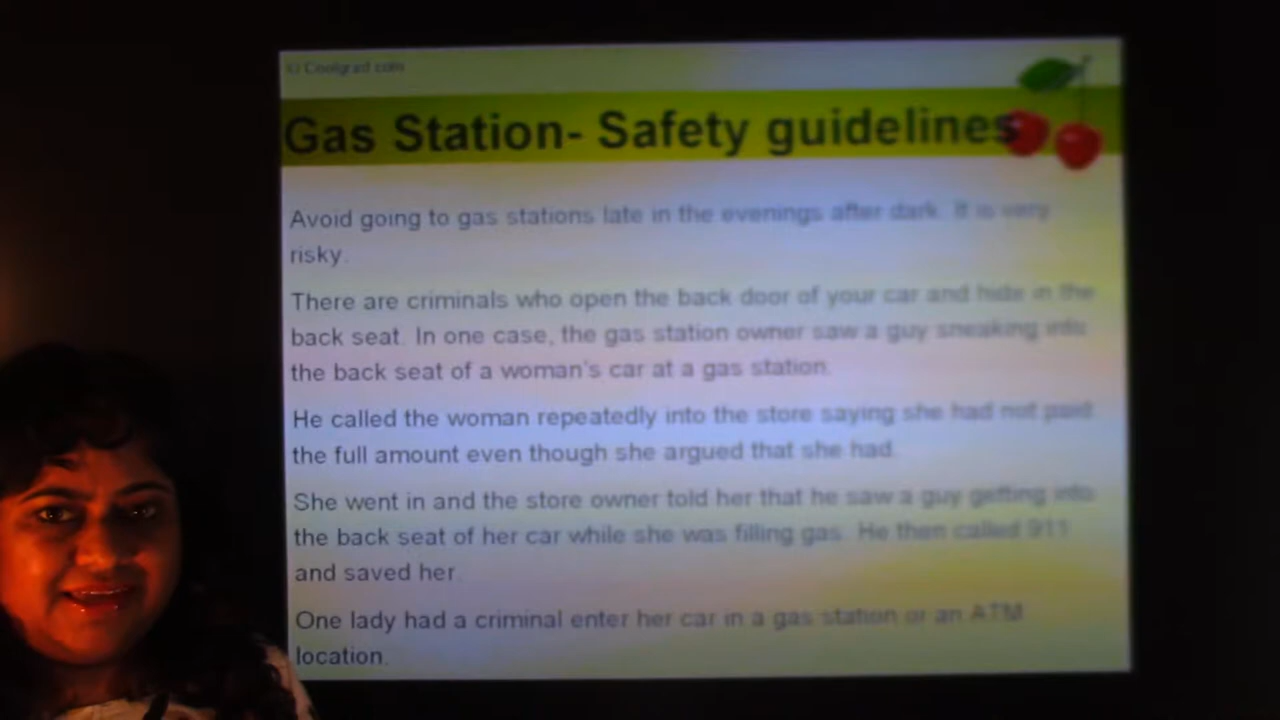 © Coolgrad.com
Gas Station- Safety guidelines
Avoid going to gas stations late in the evenings after dark. It is very
risky.
There are criminals who open the back door of your car and hide in the
back seat. In one case, the gas station owner saw a guy sneaking into
the back seat of a woman's car at a gas station.
He called the woman repeatedly into the store saying she had not paid
the full amount even though she argued that she had.
She went in and the store owner told her that he saw a guy getting into
the back seat of her car while she was filling gas. He then called 911
and saved her.
One lady had a criminal enter her car in a gas station or an ATM
location.